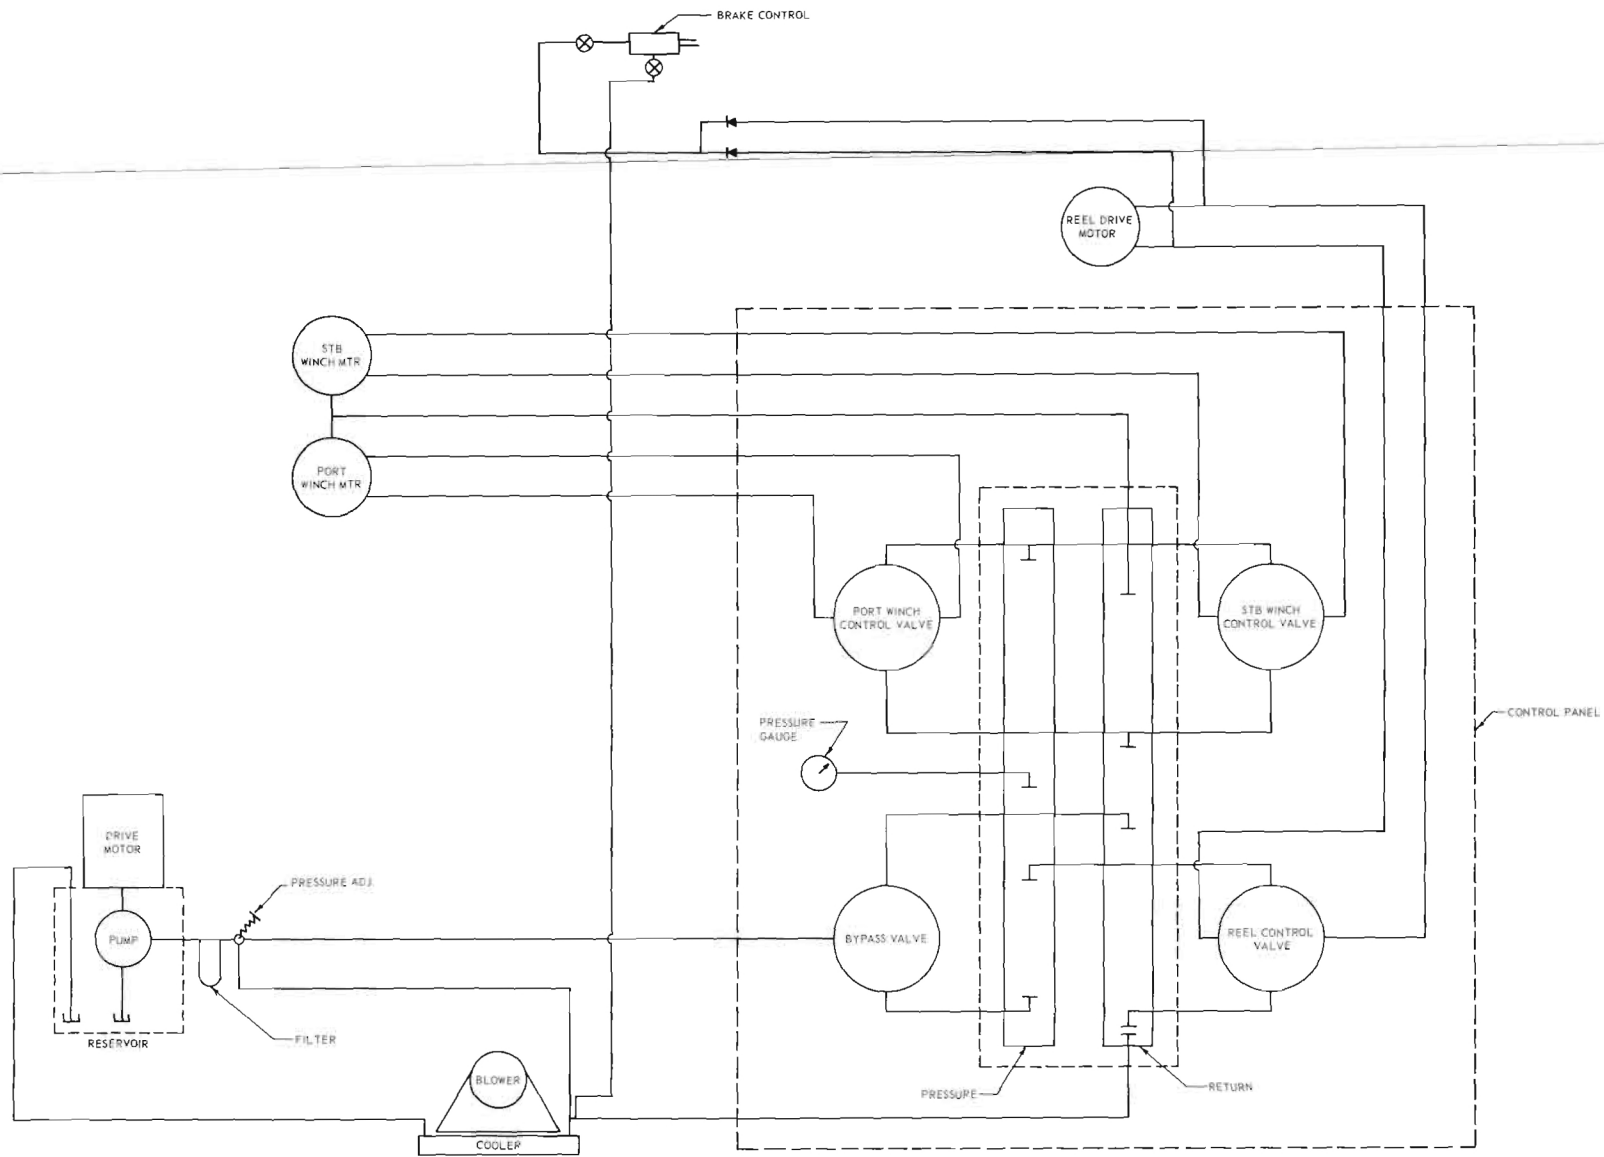 BRAKE CONTROL
REEL DRIVE
MOTOR
STB
WINCH MTR
PORT
WINCH MTR
PORT WINCH
CONTROL VALVE
STB WINCH
CONTROL VALVE
CONTROL PANEL
PRESSURE
GAUGE
DRIVE
MOTOR
PRESSURE ADJ.
PUMP
BYPASS VALVE
REEL CONTROL
VALVE
FILTER
RESERVOIR
BLOWER
PRESSURE
RETURN
COOLER